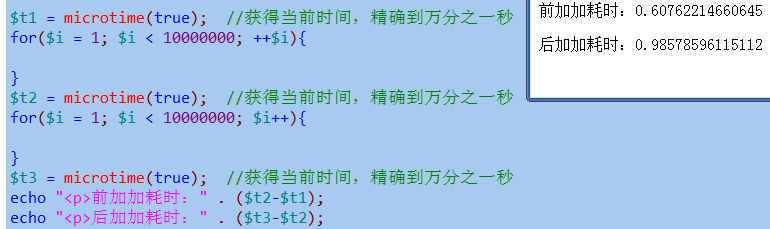 $t1 = microtime(true);  //获得当前时间，精确到万分之一秒
for($i = 1; $i < 10000000; ++$i){
}
$t2 = microtime(true);  //获得当前时间，精确到万分之一秒
for($i = 1; $i < 10000000; $i++){
}
$t3 = microtime(true);  //获得当前时间，精确到万分之一秒
echo "<p>前加加耗时：" . ($t2-$t1);
echo "<p>后加加耗时：" . ($t3-$t2);
前加加耗时：0.60762214660645
后加加耗时：0.98578596115112